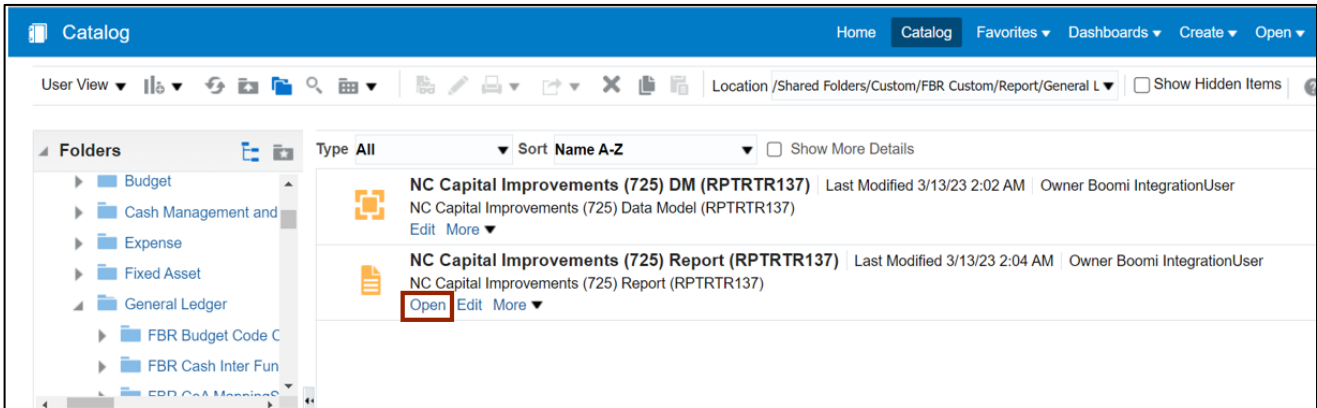 Catalog
Home Catalog Favorites Dashboards Create Open
User View Location /Shared Folders/Custom/FBR Custom/Report/General L Show Hidden Items
Folders
Type All Sort Name A-Z Show More Details
Budget
Cash Management and
Expense
Fixed Asset
General Ledger
FBR Budget Code C
FBR Cash Inter Fun
FBR CoA MappingS
NC Capital Improvements (725) DM (RPTRTR137) Last Modified 3/13/23 2:02 AM Owner Boomi IntegrationUser
NC Capital Improvements (725) Data Model (RPTRTR137)
Edit More
NC Capital Improvements (725) Report (RPTRTR137) Last Modified 3/13/23 2:04 AM Owner Boomi IntegrationUser
NC Capital Improvements (725) Report (RPTRTR137)
Open Edit More